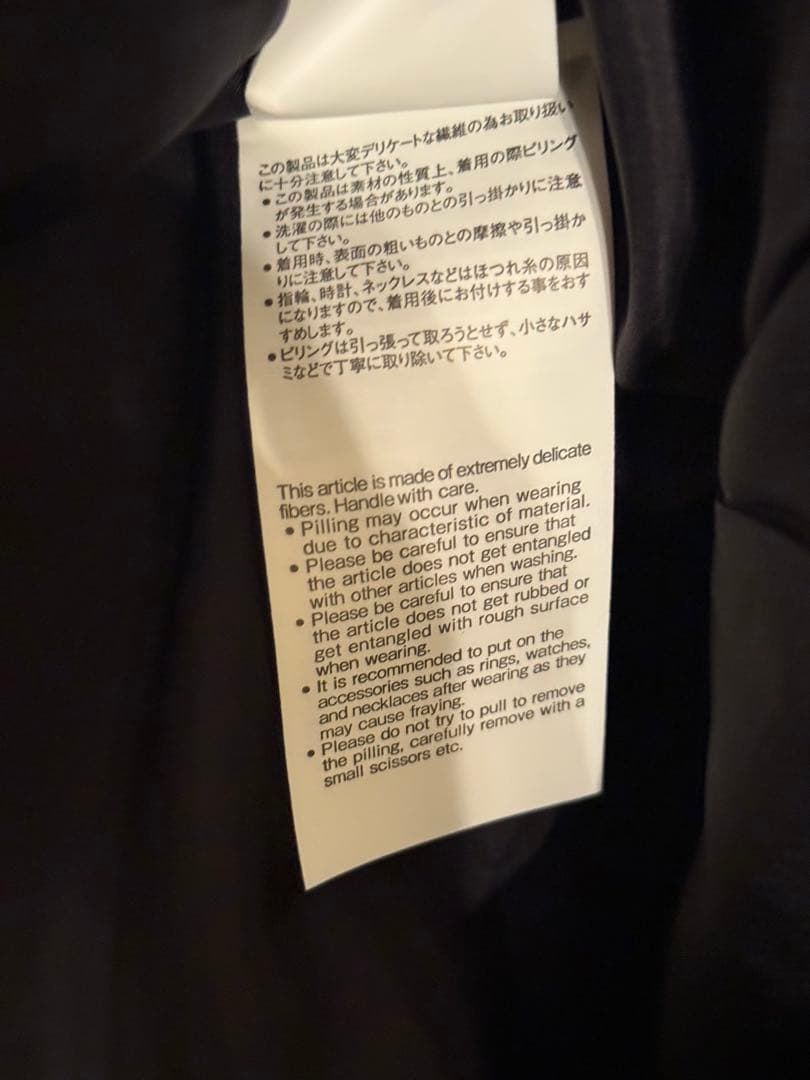 この製品は大変デリケートな繊維の為お取り扱い
に十分注意して下さい。
● この製品は素材の性質上、着用の際ピリング
が発生する場合があります。
● 洗濯の際には他のものとの引っ掛かりに注意
して下さい。
● 着用時、表面の粗いものとの摩擦や引っ掛か
りに注意して下さい。
● 指輪、時計、ネックレスなどはほつれ糸の原因
になりますので、着用後にお付けする事をおす
すめします。
● ピリングは引っ張って取ろうとせず、小さなハサ
ミなどで丁寧に取り除いて下さい。
This article is made of extremely delicate
fibers. Handle with care.
● Pilling may occur when wearing
due to characteristic of material.
● Please be careful to ensure that
the article does not get entangled
with other articles when washing.
● Please be careful to ensure that
the article does not get rubbed or
get entangled with rough surface
when wearing.
● It is recommended to put on the
accessories such as rings, watches,
and necklaces after wearing as they
may cause fraying.
● Please do not try to pull to remove
the pilling, carefully remove with a
small scissors etc.